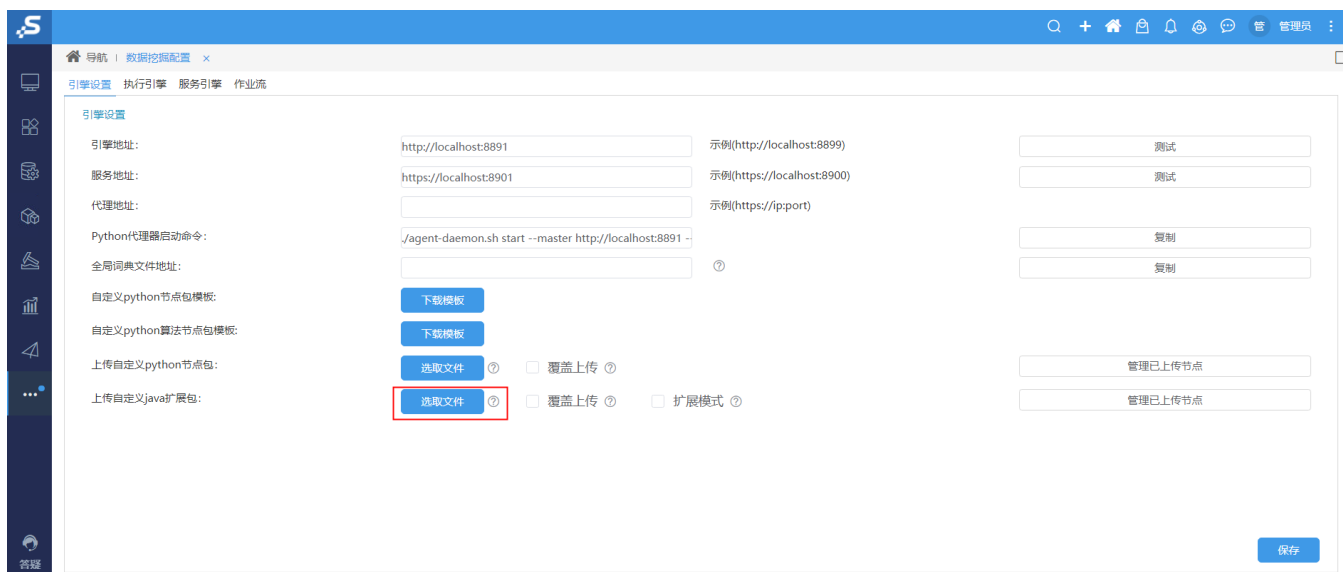 管 管理员
导航 数据挖掘配置 ×
引擎设置 执行引擎 服务引擎 作业流
引擎设置
引擎地址: http://localhost:8891 示例(http://localhost:8899) 测试
服务地址: https://localhost:8901 示例(https://localhost:8900) 测试
代理地址: 示例(https://ip:port)
Python代理器启动命令: ./agent-daemon.sh start --master http://localhost:8891 -- 复制
全局词典文件地址: 复制
自定义python节点包模板: 下载模板
自定义python算法节点包模板: 下载模板
上传自定义python节点包: 选取文件 覆盖上传 管理已上传节点
上传自定义java扩展包: 选取文件 覆盖上传 扩展模式 管理已上传节点
保存
答疑